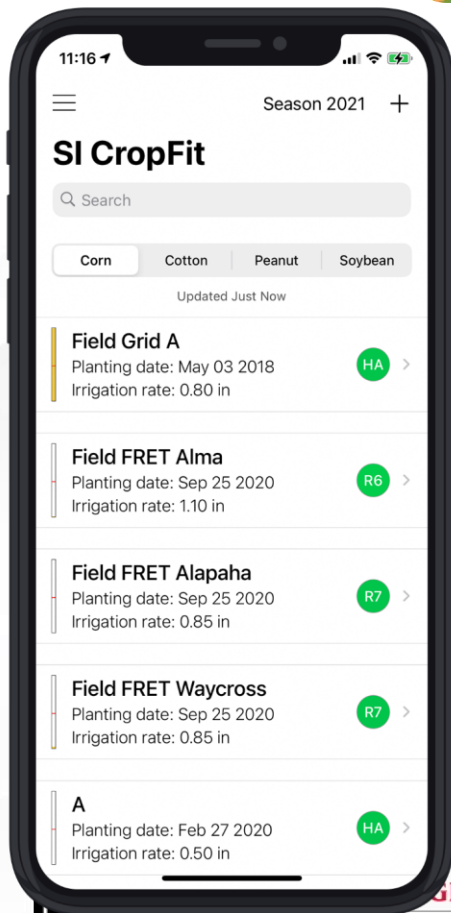 11:16
Season 2021 +
SI CropFit
Search
Corn Cotton Peanut Soybean
Updated Just Now
Field Grid A
Planting date: May 03 2018
Irrigation rate: 0.80 in
HA
Field FRET Alma
Planting date: Sep 25 2020
Irrigation rate: 1.10 in
R6
Field FRET Alapaha
Planting date: Sep 25 2020
Irrigation rate: 0.85 in
R7
Field FRET Waycross
Planting date: Sep 25 2020
Irrigation rate: 0.85 in
R7
A
Planting date: Feb 27 2020
Irrigation rate: 0.50 in
HA